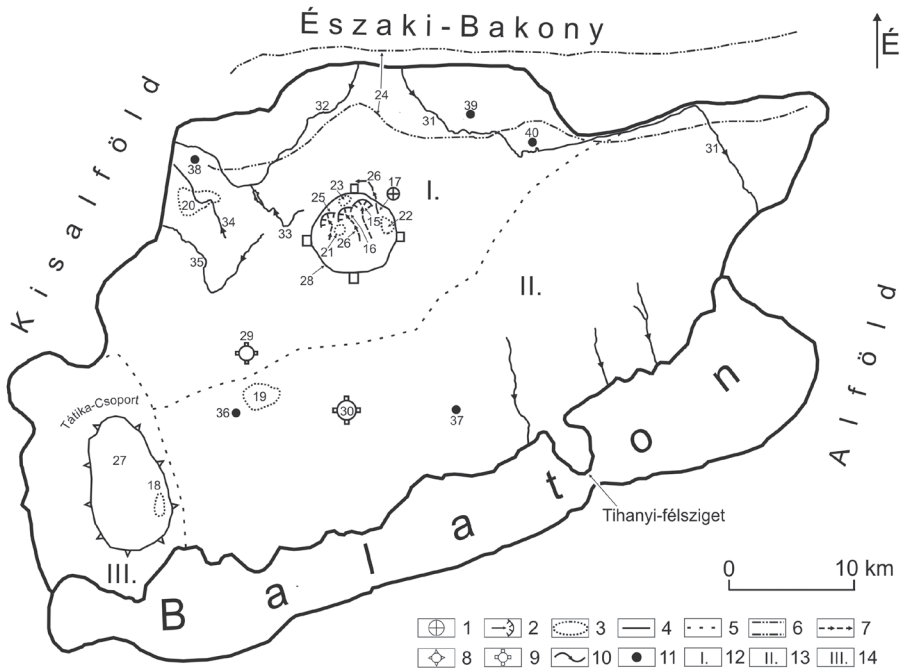 Északi-Bakony
É
Kisalföld
24
32
39
31
40
31
38
I.
23
26
17
25
15
22
20
34
33
21
26
16
35
28
II.
29
19
36
30
37
Tátika-Csoport
27
18
III.
Alföld
Balaton
Tihanyi-félsziget
0 10 km
1 2 3 4 5 6 7
8 9 10 11 I. 12 II. 13 III. 14